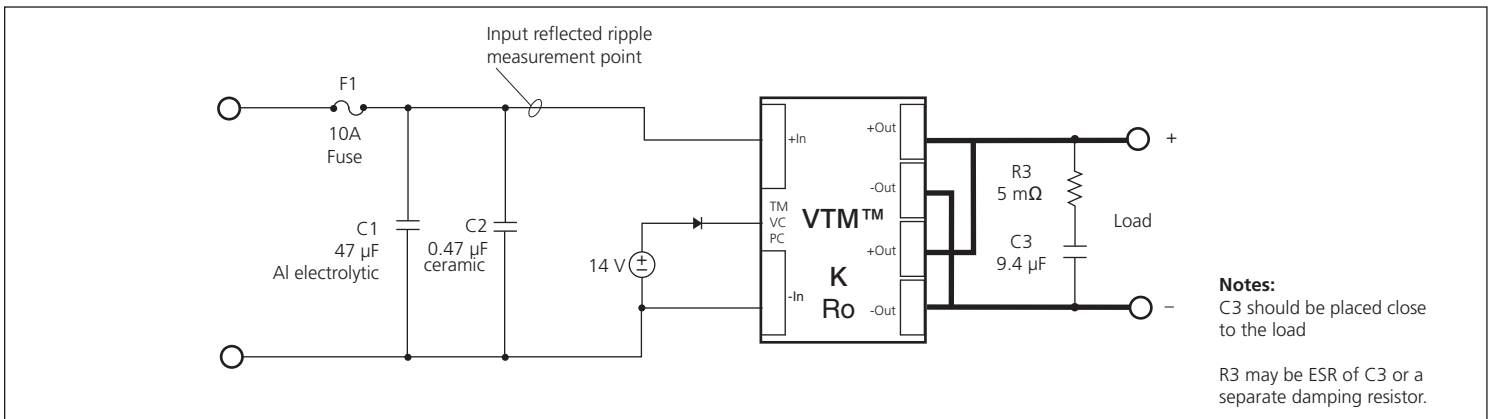 Input reflected ripple
measurement point
F1
10A
Fuse
C1
47 µF
Al electrolytic
C2
0.47 µF
ceramic
14 V
+In
TM
VC
PC
-In
VTM™
K
Ro
+Out
-Out
+Out
-Out
R3
5 mΩ
C3
9.4 µF
Load
+
–
Notes:
C3 should be placed close
to the load
R3 may be ESR of C3 or a
separate damping resistor.